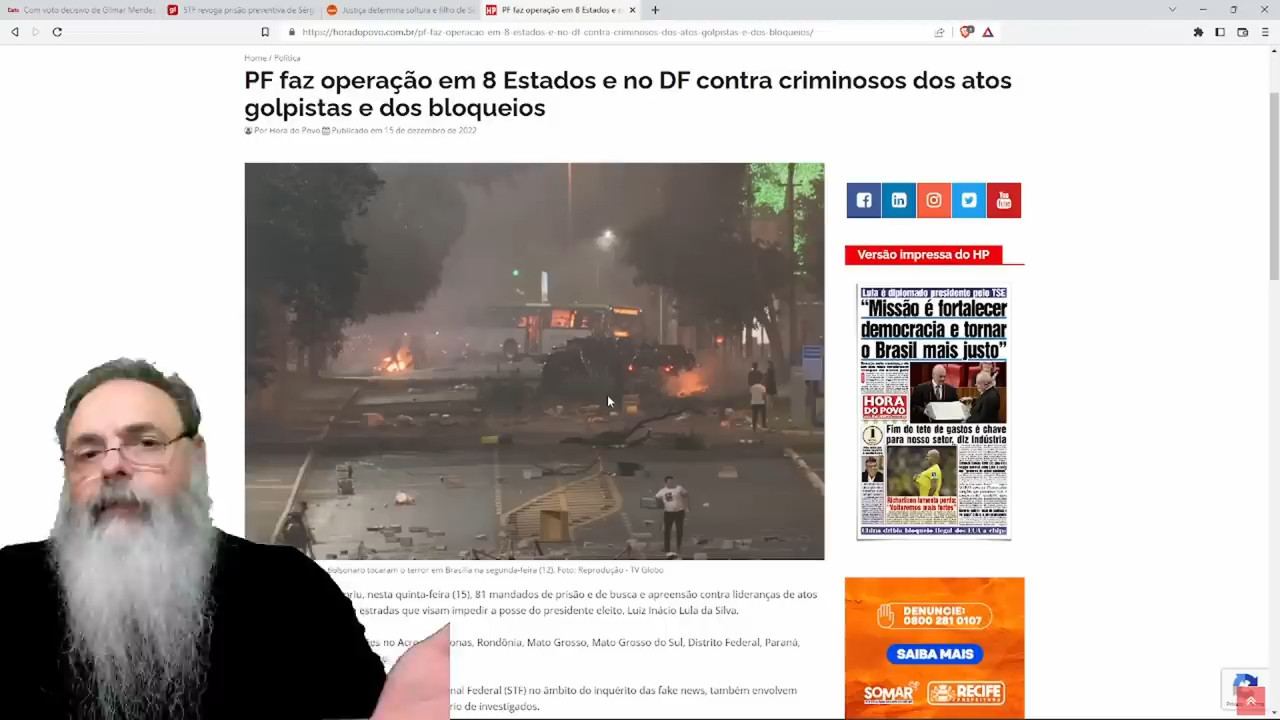 Com voto decisivo de Gilmar Mendes
STF revoga prisão preventiva de Sérg
Justiça determina soltura e filho de S
PF faz operação em 8 Estados e n
https://horadopovo.com.br/pf-faz-operacao-em-8-estados-e-no-df-contra-criminosos-dos-atos-golpistas-e-dos-bloqueios/
Home / Política
PF faz operação em 8 Estados e no DF contra criminosos dos atos
golpistas e dos bloqueios
Por Hora do Povo Publicado em 15 de dezembro de 2022
Versão impressa do HP
Lula é diplomado presidente pelo TSE
“Missão é fortalecer
democracia e tornar
o Brasil mais justo”
HORA
DO POVO
Fim do teto de gastos é chave
para nosso setor, diz Indústria
Richarlison lamenta perda:
“Voltaremos mais fortes”
China dribla bloqueio ilegal dos EUA a chips
olsonaro tocaram o terror em Brasília na segunda-feira (12). Foto: Reprodução - TV Globo
priu, nesta quinta-feira (15), 81 mandados de prisão e de busca e apreensão contra lideranças de atos
estradas que visam impedir a posse do presidente eleito, Luiz Inácio Lula da Silva.
es no Acre onas, Rondônia, Mato Grosso, Mato Grosso do Sul, Distrito Federal, Paraná,
nal Federal (STF) no âmbito do inquérito das fake news, também envolvem
rio de investigados.
DENUNCIE:
0800 281 0107
SAIBA MAIS
SOMAR
RECIFE
PREFEITURA